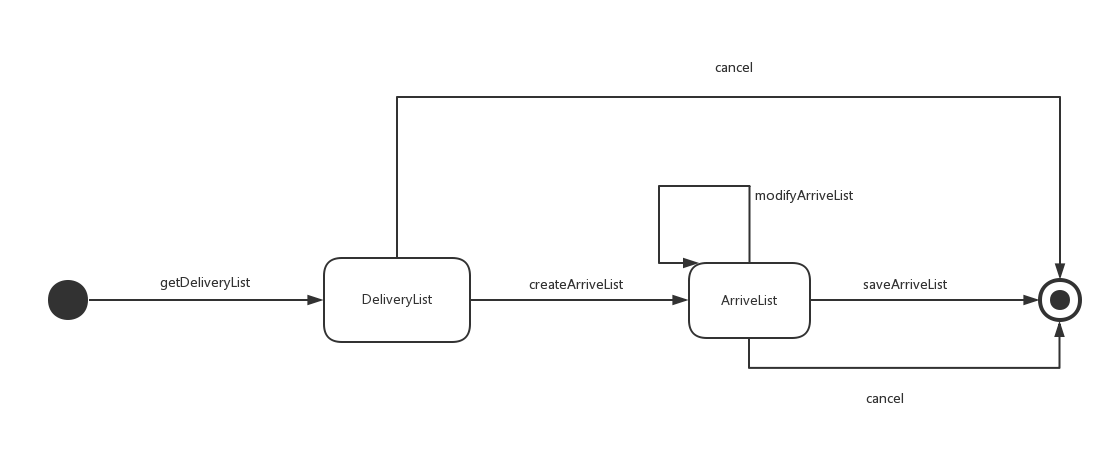 cancel
modifyArriveList
getDeliveryList
createArriveList
saveArriveList
DeliveryList
ArriveList
cancel